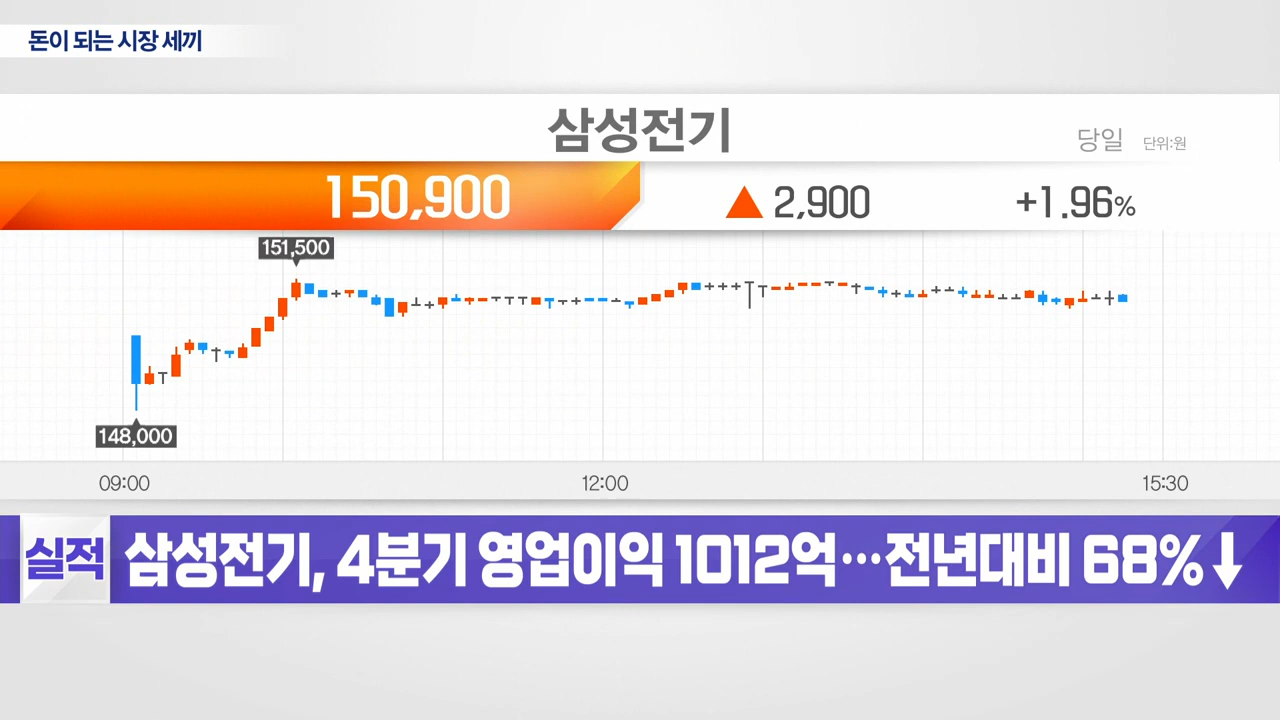 돈이 되는 시장 세끼
삼성전기
당일 단위:원
150,900 ▲ 2,900 +1.96%
151,500
148,000
09:00 12:00 15:30
실적 삼성전기, 4분기 영업이익 1012억…전년대비 68%↓